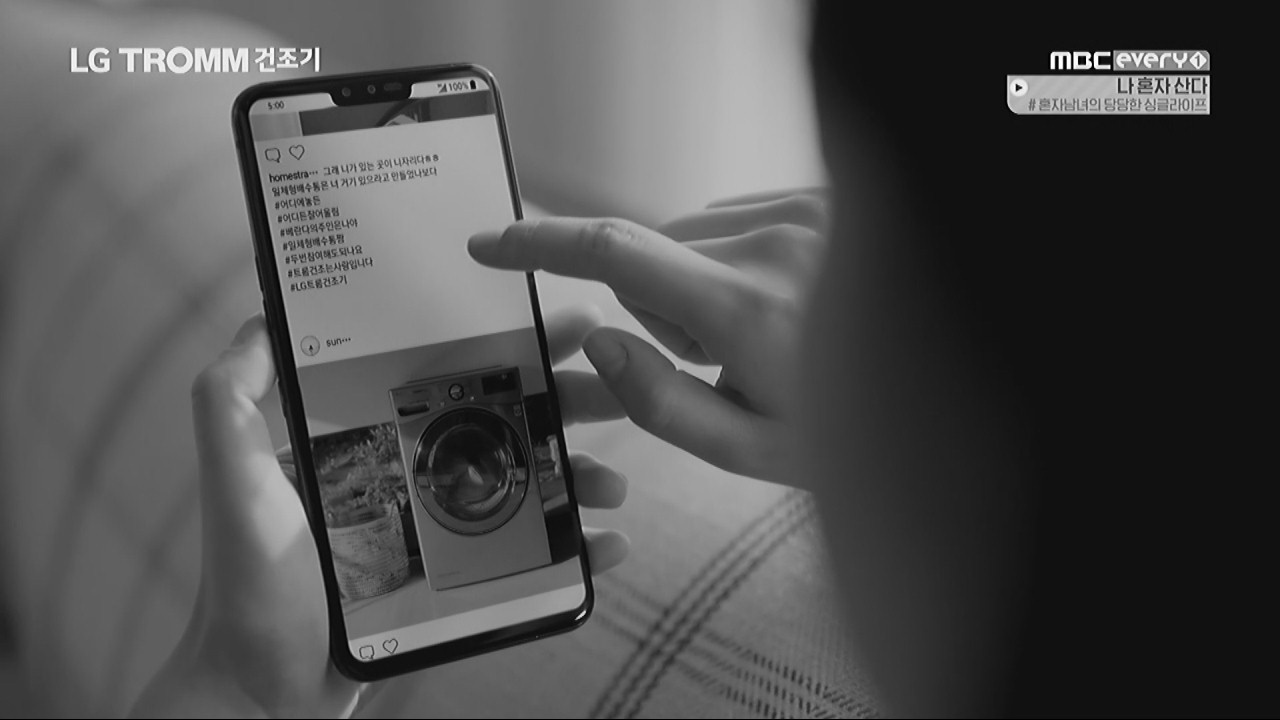 LG TROMM 건조기
MBC every1
나 혼자 산다
# 혼자남녀의 당당한 싱글라이프
5:00
100%
homestra··· 그래 니가 있는 곳이 니자리다ㅎㅎ
일체형배수통은 너 거기 있으라고 만들었나보다
#어디에놓든
#어디든잘어울림
#베란다의주인은나야
#일체형배수통짱
#두번참여해도되나요
#트롬건조는사랑입니다
#LG트롬건조기
sun···